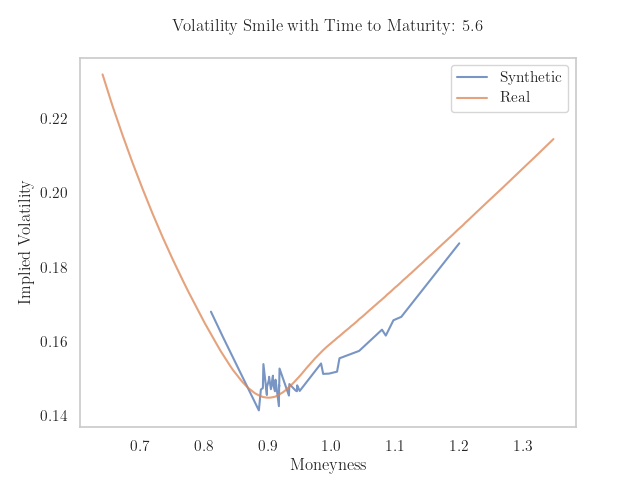 Volatility Smile with Time to Maturity: 5.6
Synthetic
Real
Implied Volatility
0.22
0.20
0.18
0.16
0.14
0.7 0.8 0.9 1.0 1.1 1.2 1.3
Moneyness